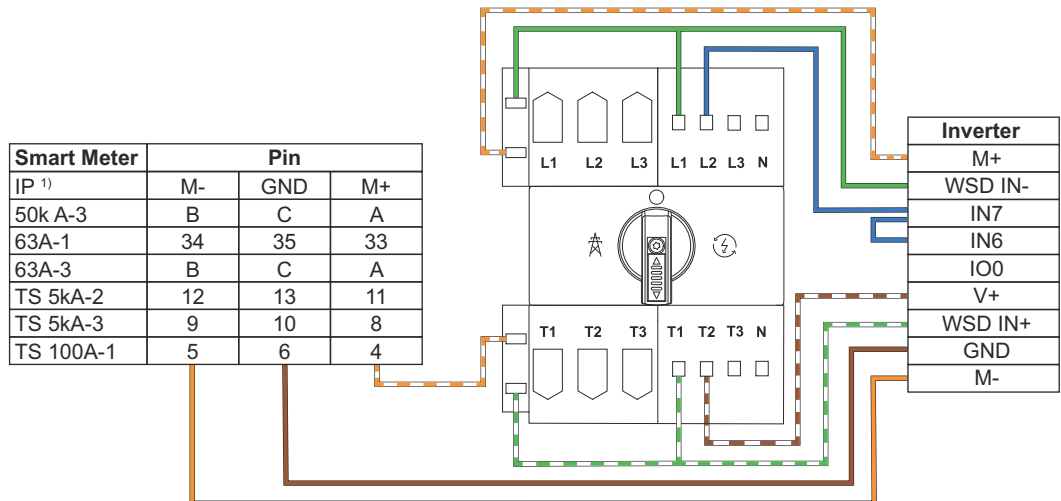 Smart Meter Pin
IP 1) M- GND M+
50k A-3 B C A
63A-1 34 35 33
63A-3 B C A
TS 5kA-2 12 13 11
TS 5kA-3 9 10 8
TS 100A-1 5 6 4
L1 L2 L3 L1 L2 L3 N
T1 T2 T3 T1 T2 T3 N
Inverter
M+
WSD IN-
IN7
IN6
IO0
V+
WSD IN+
GND
M-